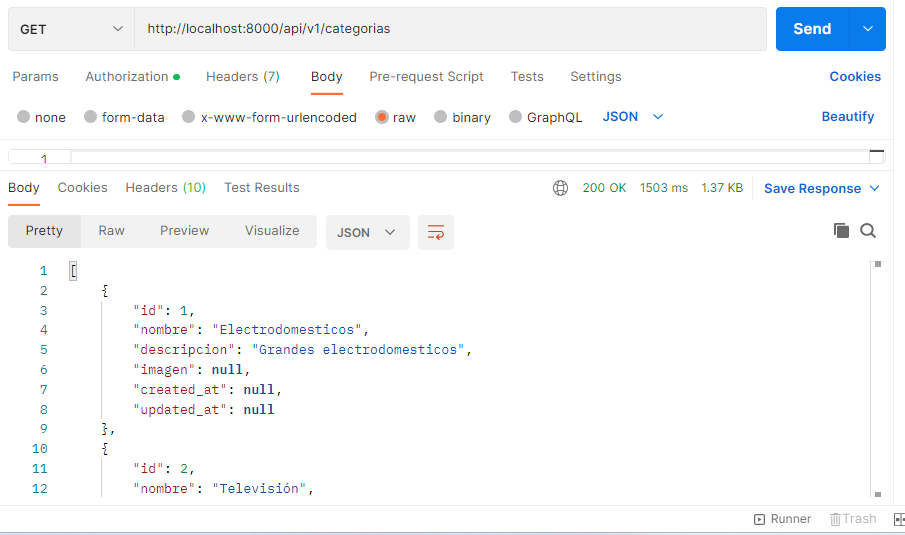 GET http://localhost:8000/api/v1/categorias Send
Params Authorization Headers (7) Body Pre-request Script Tests Settings Cookies
none form-data x-www-form-urlencoded raw binary GraphQL JSON Beautify
1
Body Cookies Headers (10) Test Results 200 OK 1503 ms 1.37 KB Save Response
Pretty Raw Preview Visualize JSON
1 [
2 {
3 "id": 1,
4 "nombre": "Electrodomesticos",
5 "descripcion": "Grandes electrodomesticos",
6 "imagen": null,
7 "created_at": null,
8 "updated_at": null
9 },
10 {
11 "id": 2,
12 "nombre": "Televisión",
Runner Trash